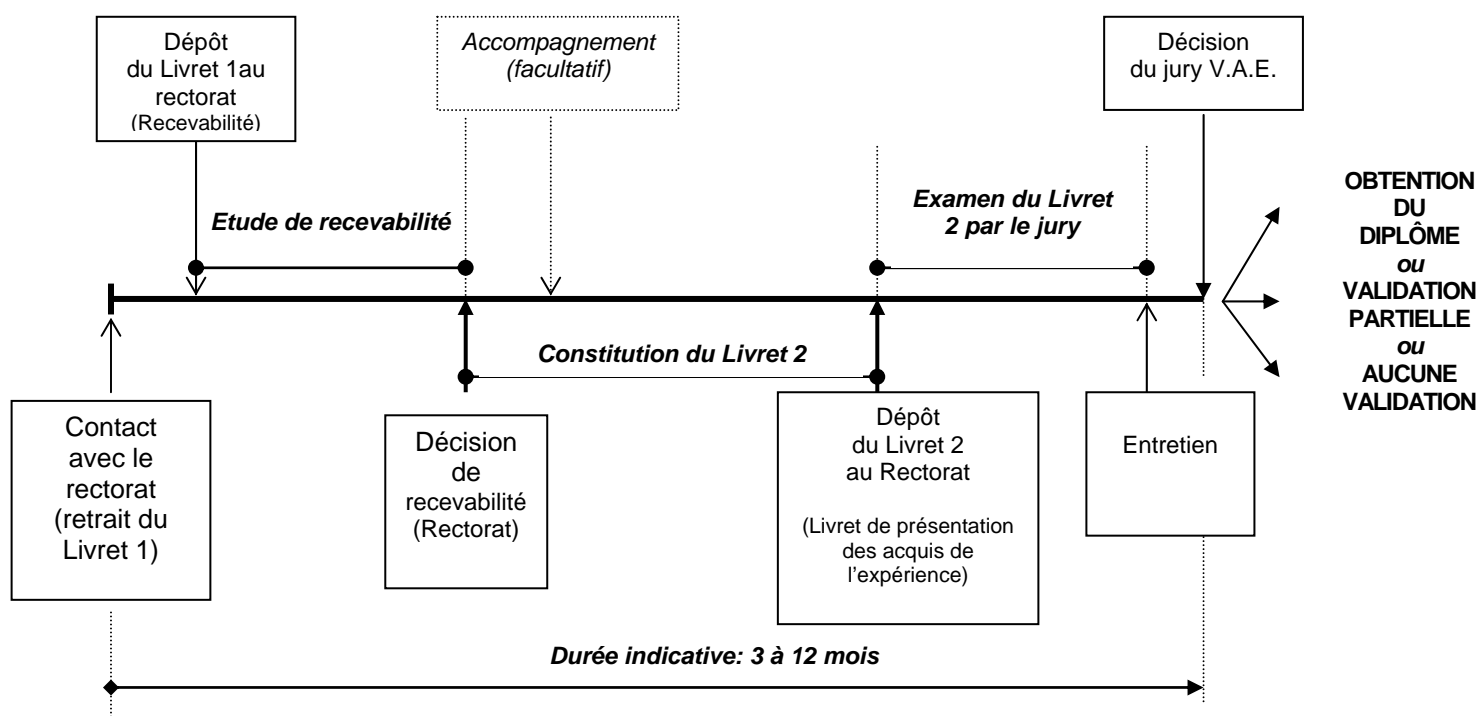 Dépôt
du Livret 1au
rectorat
(Recevabilité)
Accompagnement
(facultatif)
Décision
du jury V.A.E.
Etude de recevabilité
Examen du Livret
2 par le jury
OBTENTION
DU
DIPLÔME
ou
VALIDATION
PARTIELLE
ou
AUCUNE
VALIDATION
Constitution du Livret 2
Contact
avec le
rectorat
(retrait du
Livret 1)
Décision
de
recevabilité
(Rectorat)
Dépôt
du Livret 2
au Rectorat
(Livret de présentation
des acquis de
l'expérience)
Entretien
Durée indicative: 3 à 12 mois